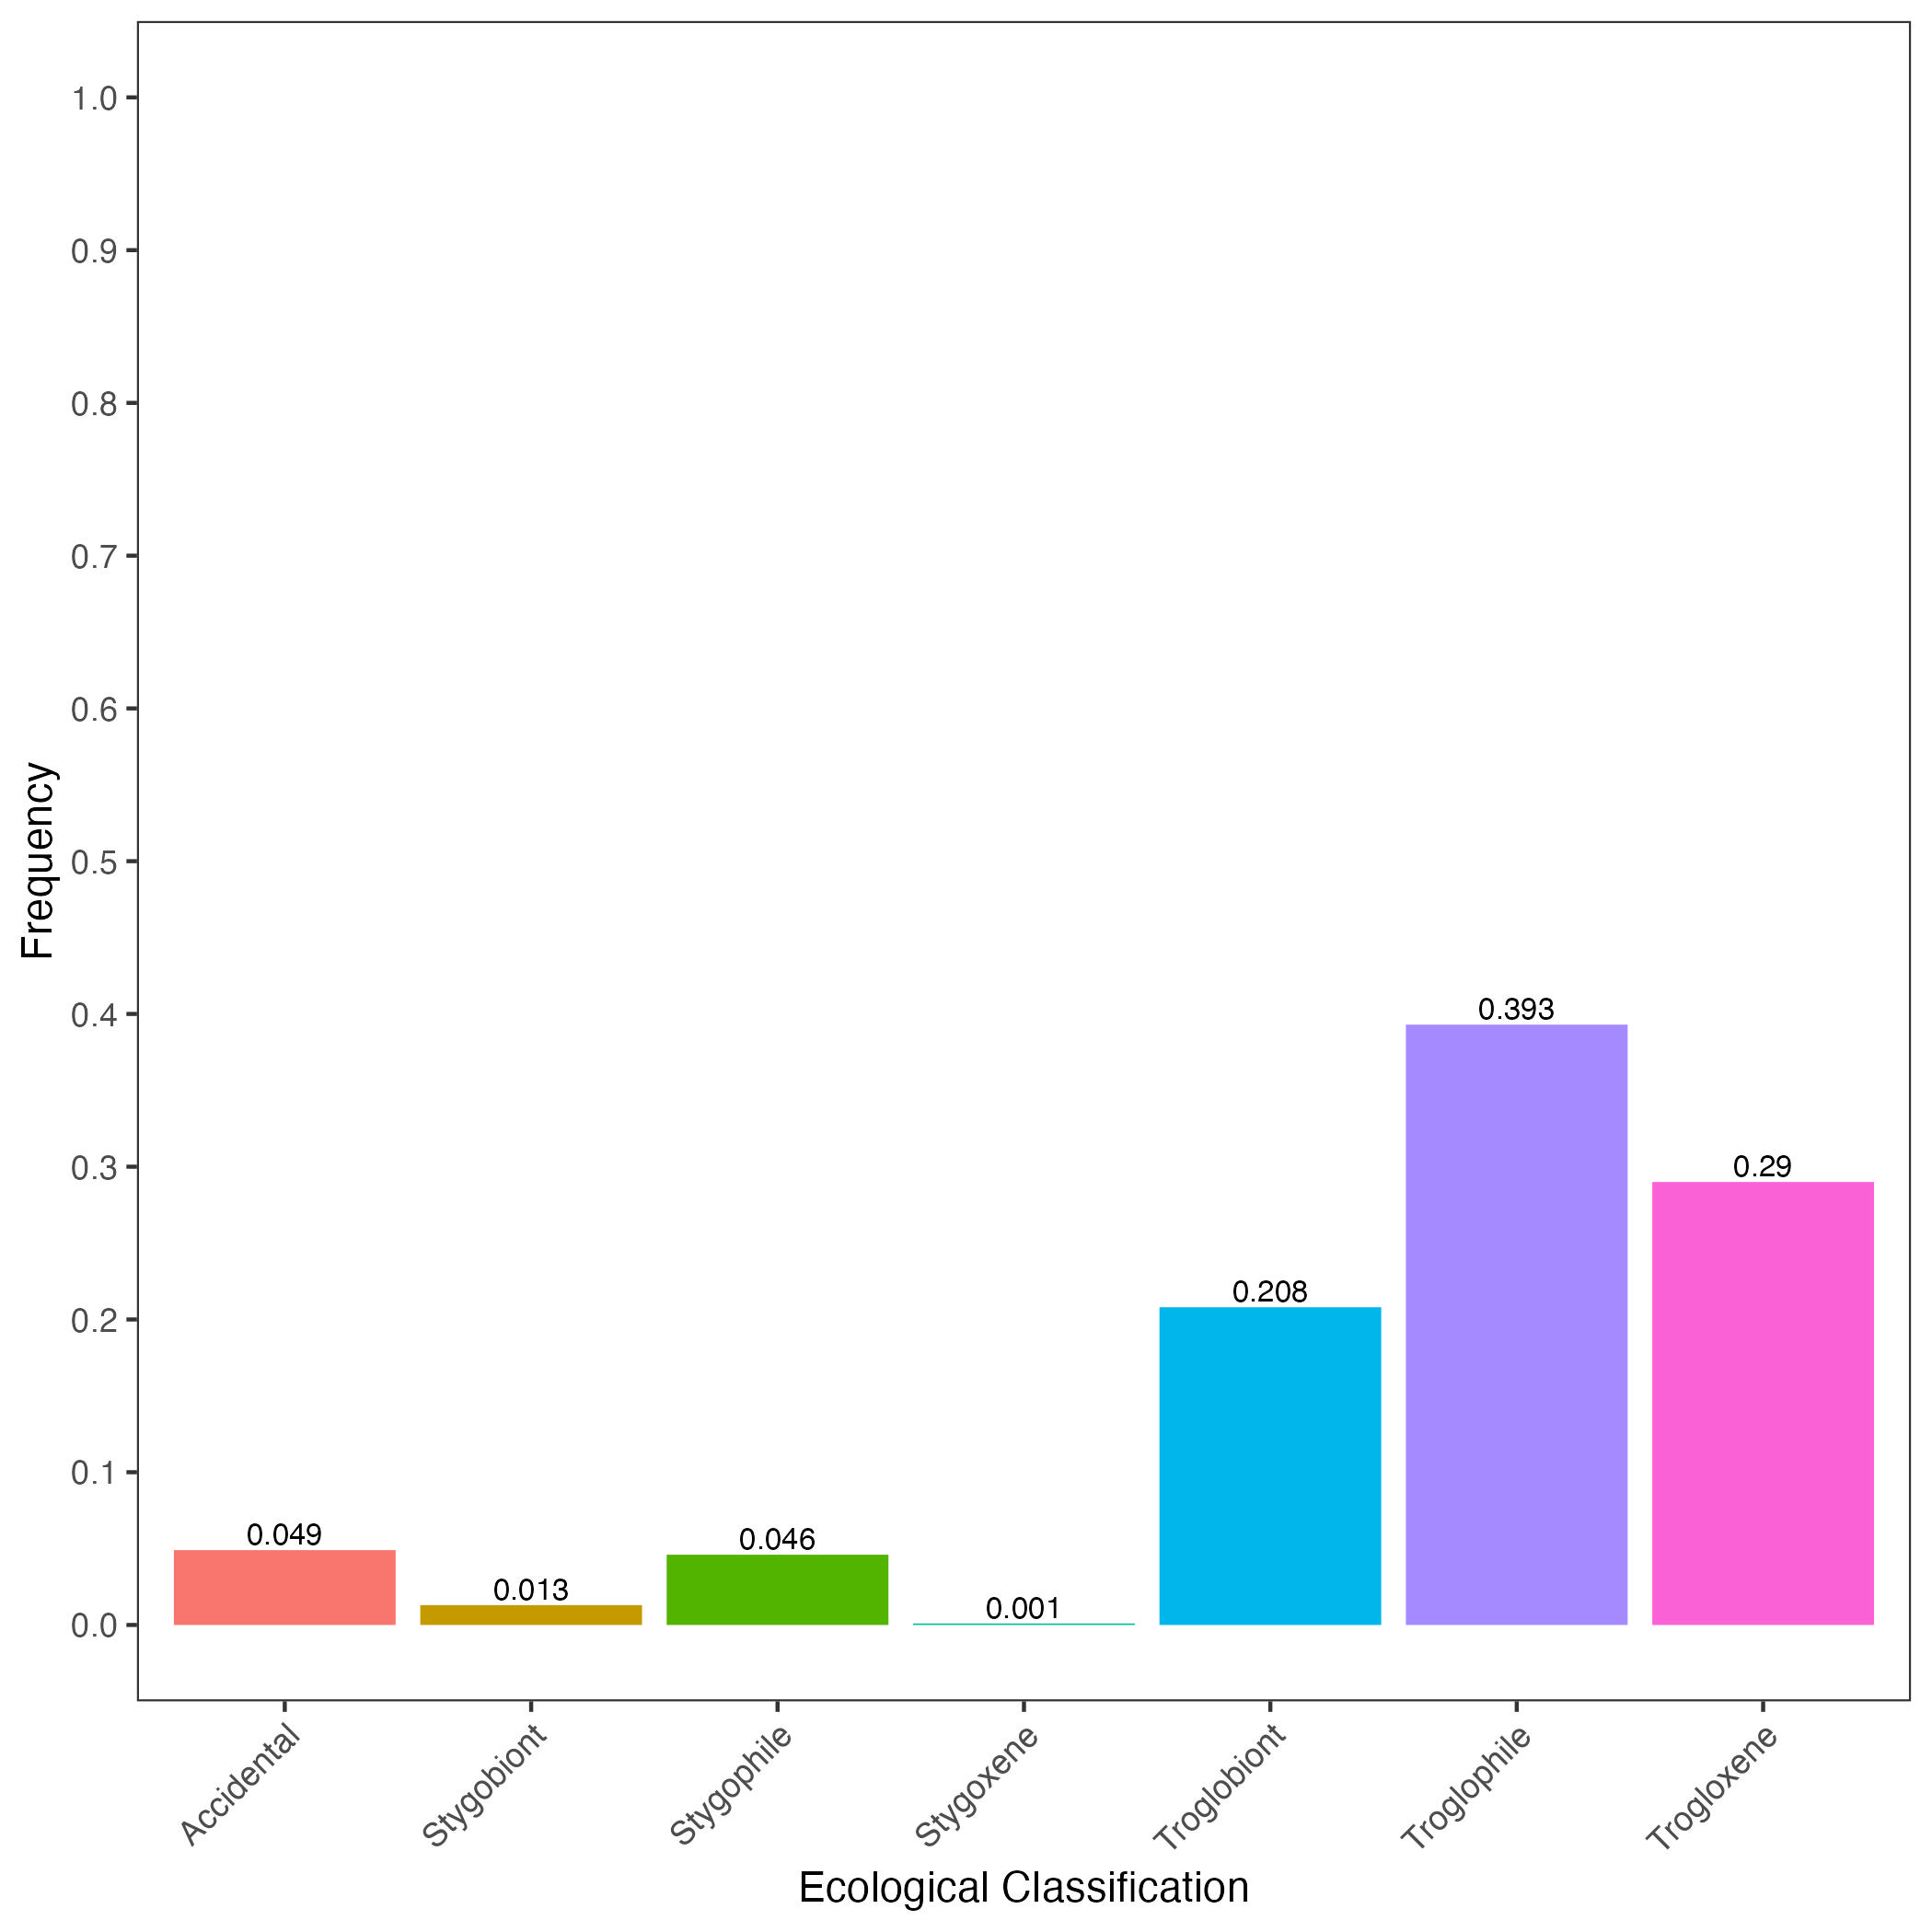 1.0
0.9
0.8
0.7
0.6
0.5
0.4
0.3
0.2
0.1
0.0
Frequency
0.049
0.013
0.046
0.001
0.208
0.393
0.29
Accidental
Stygobiont
Stygophile
Stygoxene
Troglobiont
Troglophile
Trogloxene
Ecological Classification